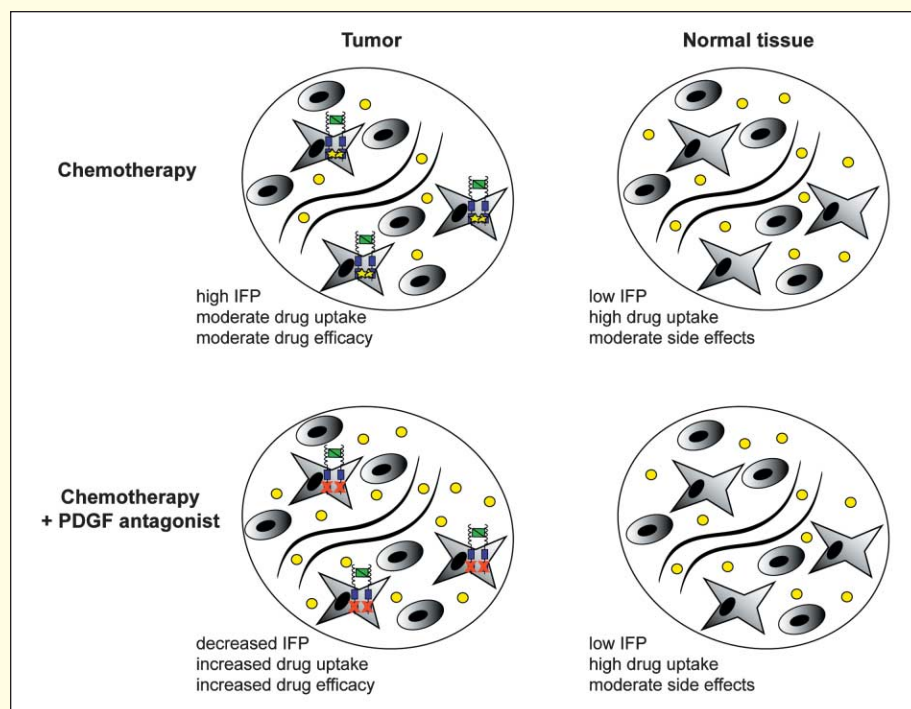 Tumor
Normal tissue
Chemotherapy
high IFP
moderate drug uptake
moderate drug efficacy
low IFP
high drug uptake
moderate side effects
Chemotherapy
+ PDGF antagonist
decreased IFP
increased drug uptake
increased drug efficacy
low IFP
high drug uptake
moderate side effects